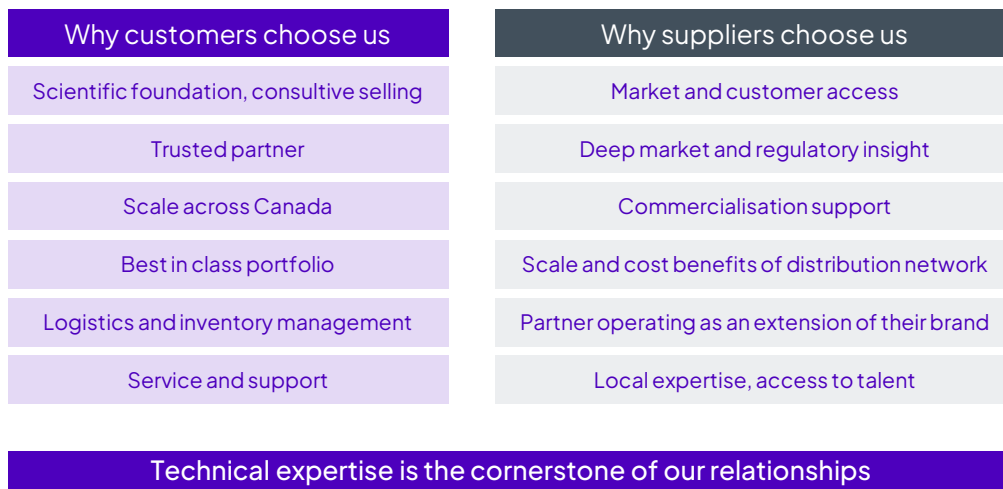 Why customers choose us
Scientific foundation, consultive selling
Trusted partner
Scale across Canada
Best in class portfolio
Logistics and inventory management
Service and support
Why suppliers choose us
Market and customer access
Deep market and regulatory insight
Commercialisation support
Scale and cost benefits of distribution network
Partner operating as an extension of their brand
Local expertise, access to talent
Technical expertise is the cornerstone of our relationships